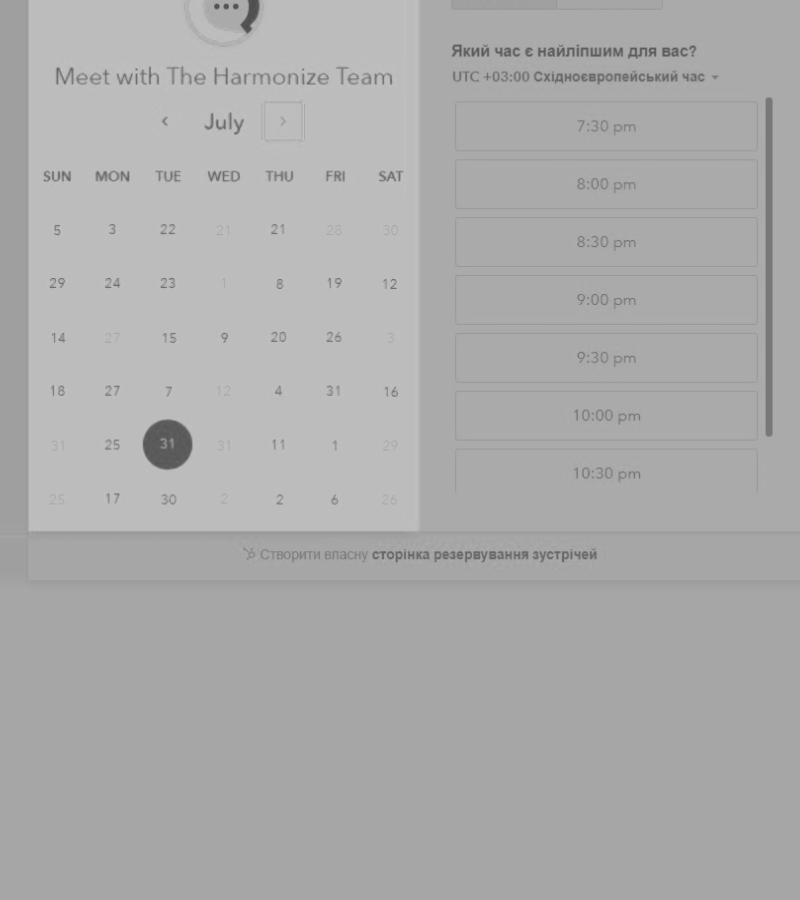 Meet with The Harmonize Team
July
SUN MON TUE WED THU FRI SAT
5 3 22 21 21 28 30
29 24 23 1 8 19 12
14 27 15 9 20 26 3
18 27 7 12 4 31 16
31 25 31 31 11 1 29
25 17 30 2 2 6 26
Який час є найліпшим для вас?
UTC +03:00 Східноєвропейський час
7:30 pm
8:00 pm
8:30 pm
9:00 pm
9:30 pm
10:00 pm
10:30 pm
Створити власну сторінка резервування зустрічей